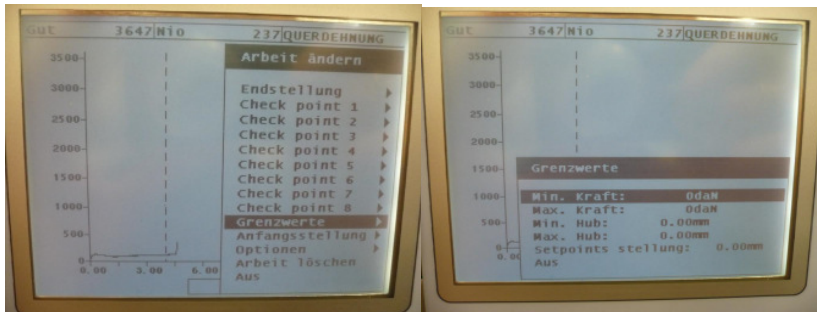 Gut 3647 Nio 237 QUERDEHNUNG
Arbeit ändern
3500
3000
2500
2000
1500
1000
500
0
0.00 3.00 6.00
Endstellung
Check point 1
Check point 2
Check point 3
Check point 4
Check point 5
Check point 6
Check point 7
Check point 8
Grenzwerte
Anfangsstellung
Optionen
Arbeit löschen
Aus
Gut 3647 Nio 237 QUERDEHNUNG
3500
3000
2500
2000
1500
1000
500
0
Grenzwerte
Min. Kraft: 0daN
Max. Kraft: 0daN
Min. Hub: 0.00mm
Max. Hub: 0.00mm
Setpoints stellung: 0.00mm
Aus